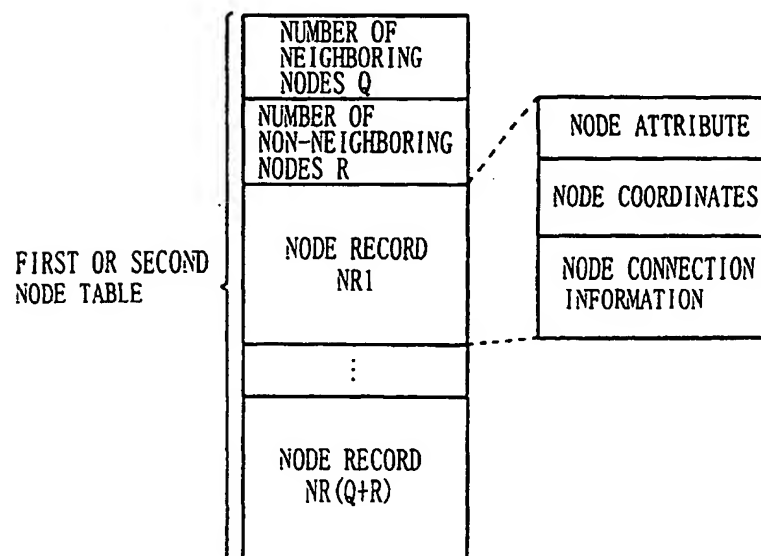 NUMBER OF
NEIGHBORING
NODES Q
NUMBER OF
NON-NEIGHBORING
NODES R
NODE RECORD
NR1
⋮
NODE RECORD
NR(Q+R)
FIRST OR SECOND
NODE TABLE
NODE ATTRIBUTE
NODE COORDINATES
NODE CONNECTION
INFORMATION